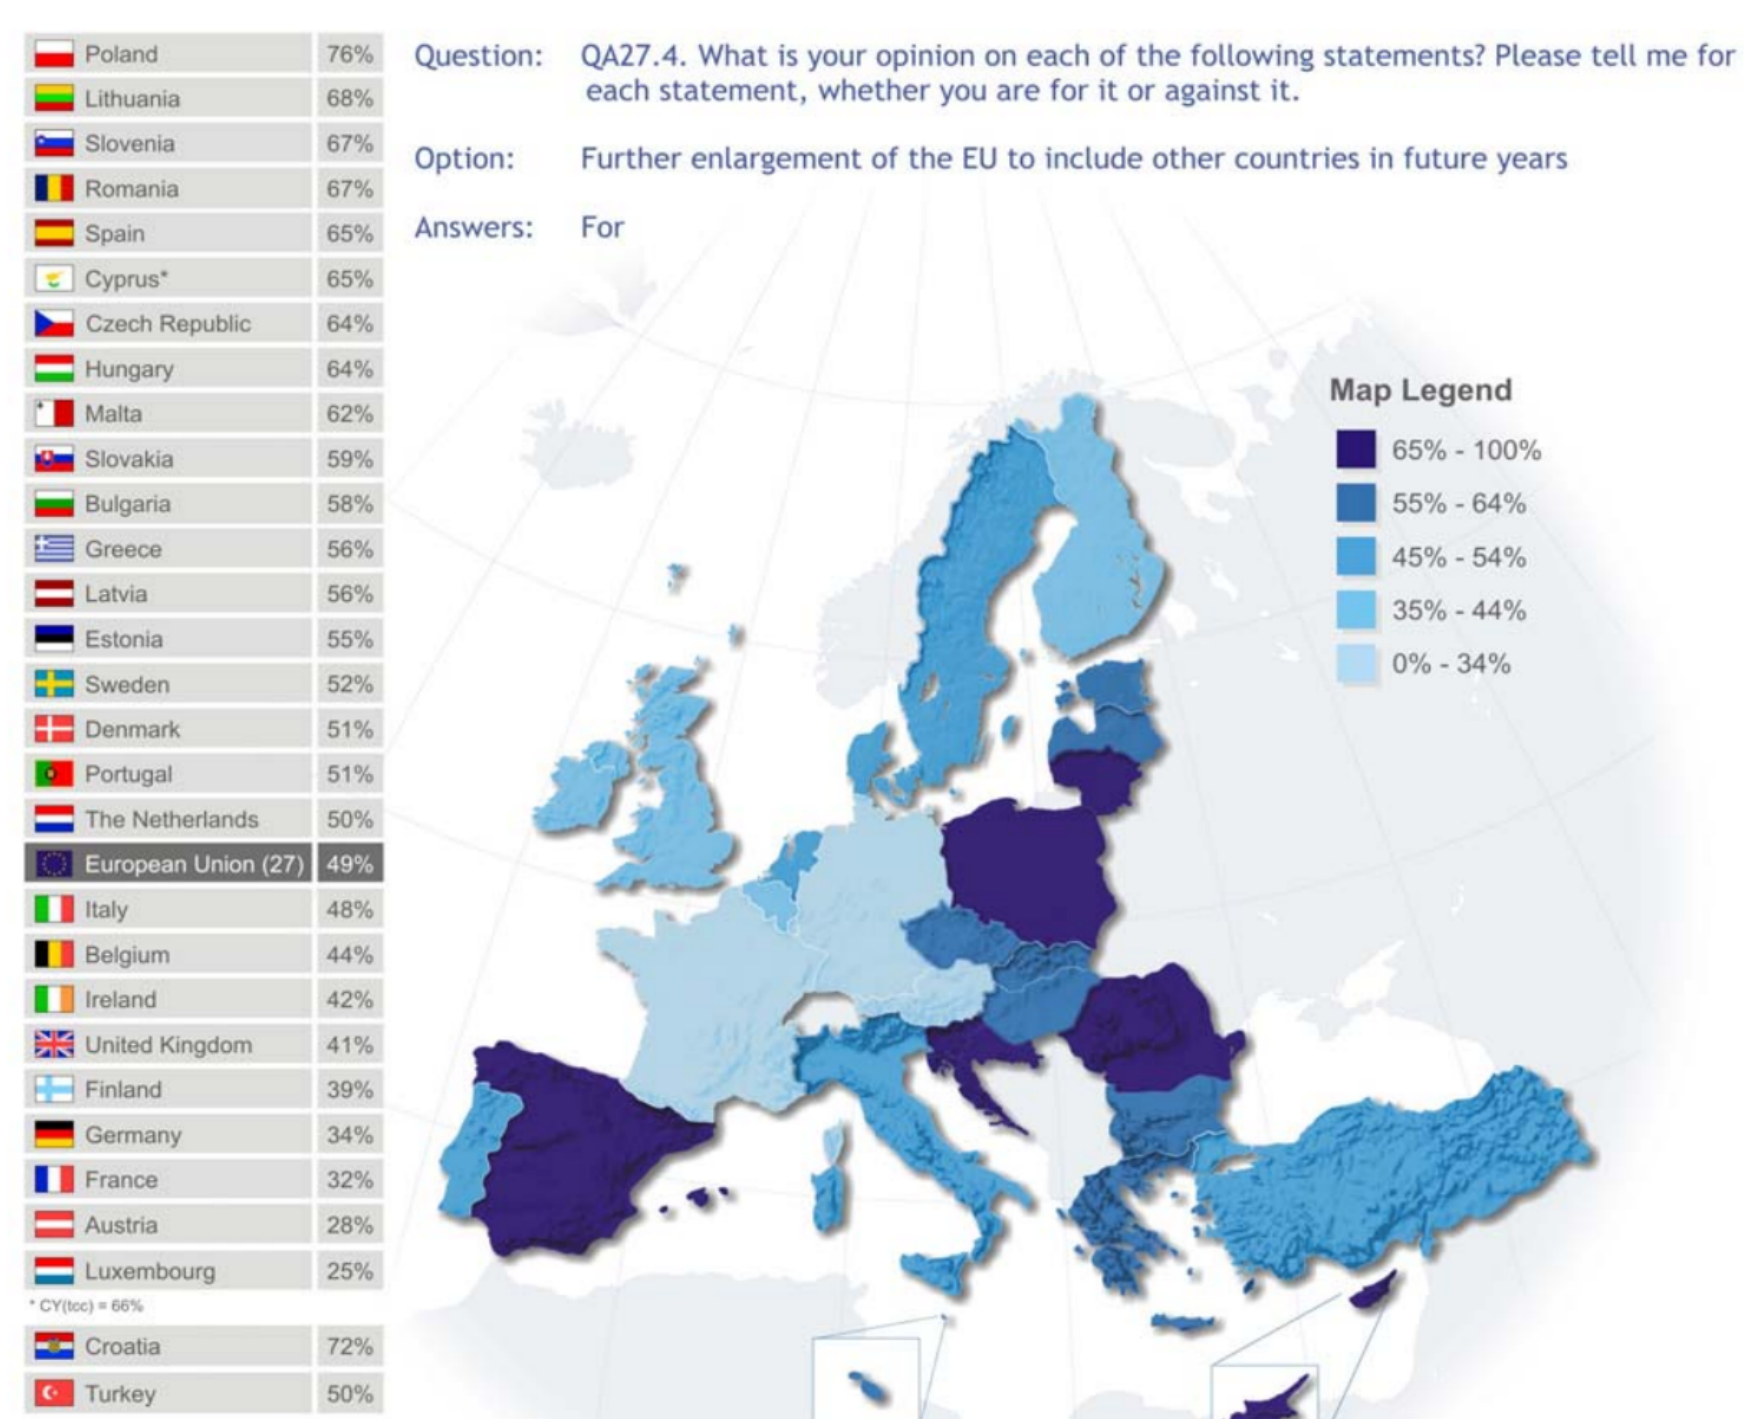 Poland 76%
Lithuania 68%
Slovenia 67%
Romania 67%
Spain 65%
Cyprus* 65%
Czech Republic 64%
Hungary 64%
Malta 62%
Slovakia 59%
Bulgaria 58%
Greece 56%
Latvia 56%
Estonia 55%
Sweden 52%
Denmark 51%
Portugal 51%
The Netherlands 50%
European Union (27) 49%
Italy 48%
Belgium 44%
Ireland 42%
United Kingdom 41%
Finland 39%
Germany 34%
France 32%
Austria 28%
Luxembourg 25%
* CY(tcc) = 66%
Croatia 72%
Turkey 50%
Question: QA27.4. What is your opinion on each of the following statements? Please tell me for
each statement, whether you are for it or against it.
Option: Further enlargement of the EU to include other countries in future years
Answers: For
Map Legend
65% - 100%
55% - 64%
45% - 54%
35% - 44%
0% - 34%